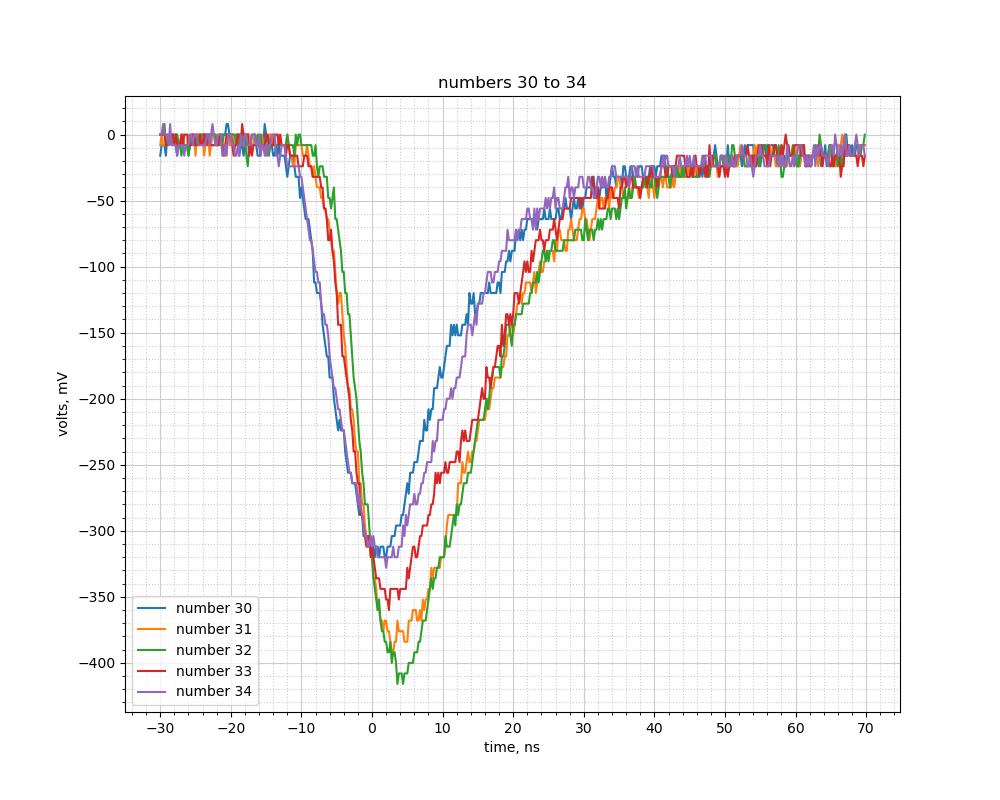 numbers 30 to 34
volts, mV
0
−50
−100
−150
−200
−250
−300
−350
−400
number 30
number 31
number 32
number 33
number 34
−30 −20 −10 0 10 20 30 40 50 60 70
time, ns